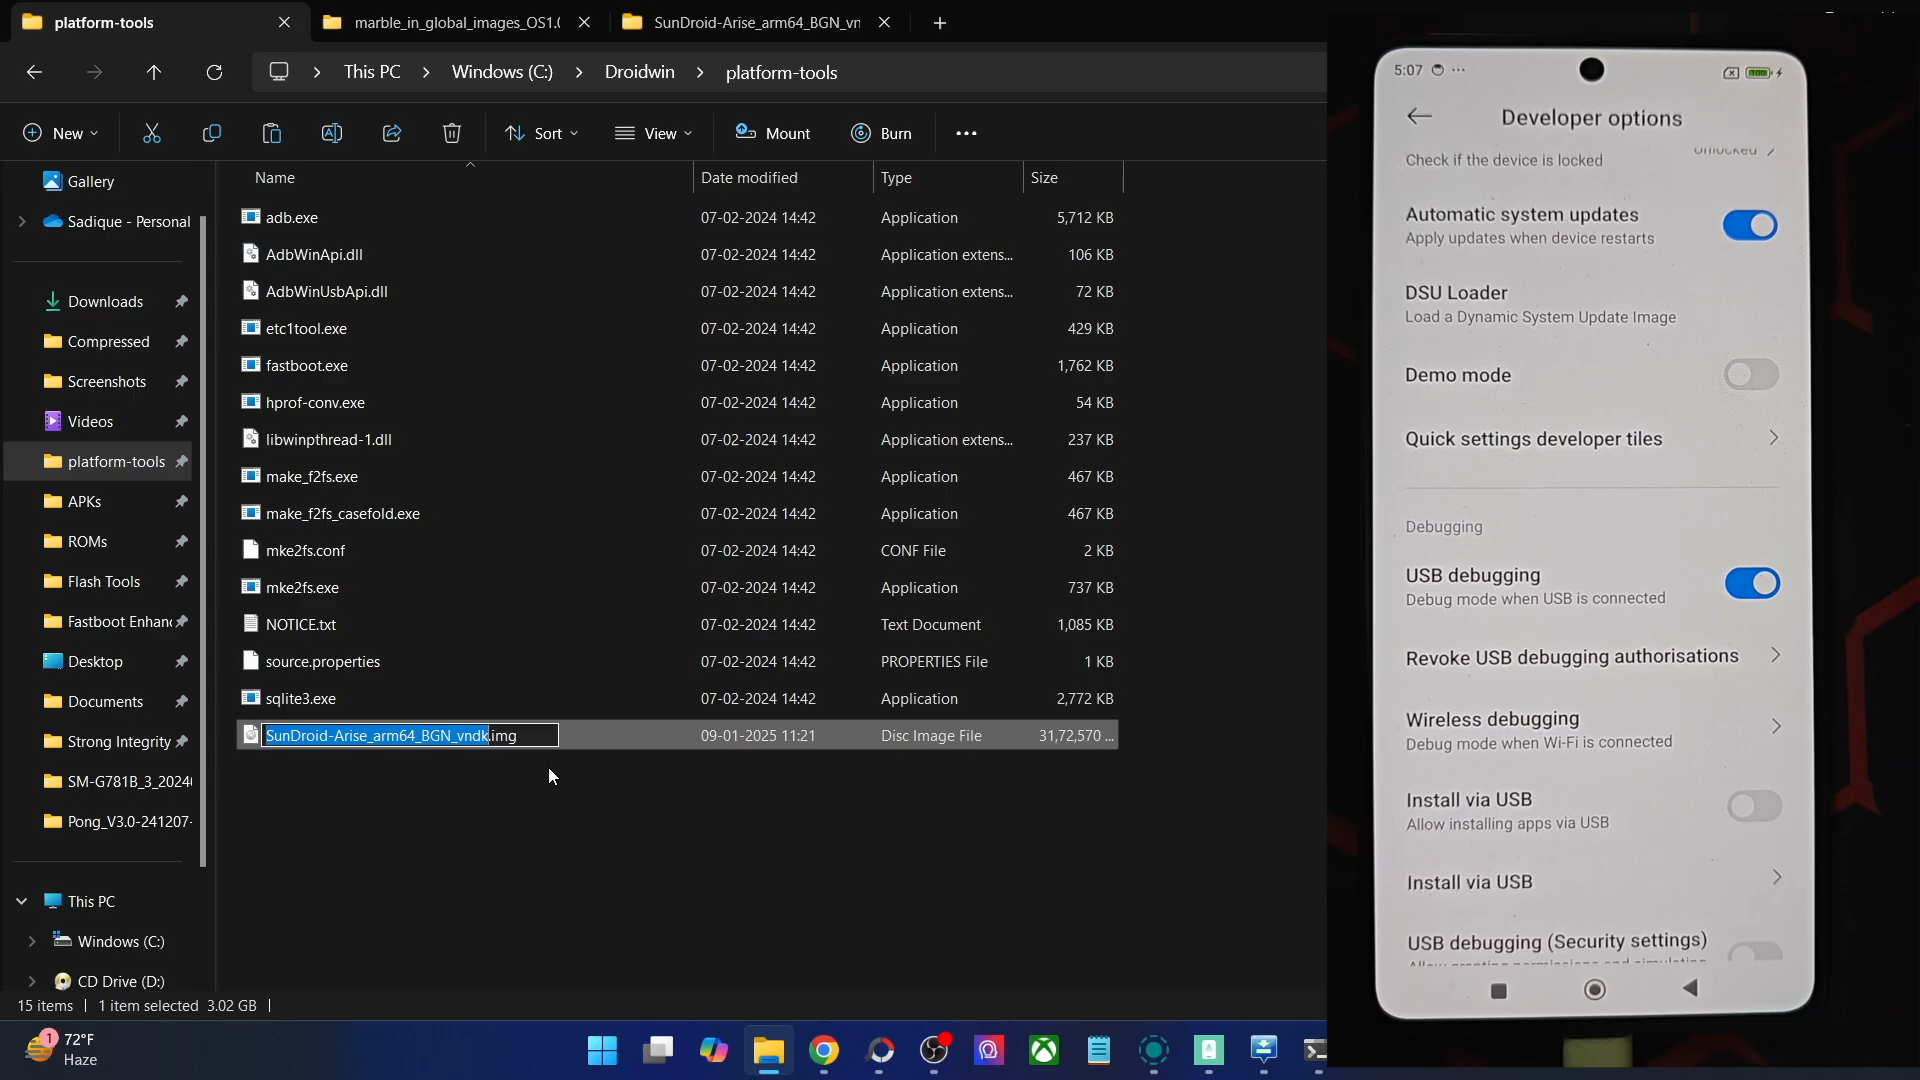 platform-tools
marble_in_global_images_OS1.(
SunDroid-Arise_arm64_BGN_vn
This PC
Windows (C:)
Droidwin
platform-tools
New
Sort
View
Mount
Burn
Name
Date modified
Type
Size
Gallery
Sadique - Personal
Downloads
Compressed
Screenshots
Videos
platform-tools
APKs
ROMs
Flash Tools
Fastboot Enhanc
Desktop
Documents
Strong Integrity
SM-G781B_3_2024(
Pong_V3.0-241207-
This PC
Windows (C:)
CD Drive (D:)
adb.exe 07-02-2024 14:42 Application 5,712 KB
AdbWinApi.dll 07-02-2024 14:42 Application extens... 106 KB
AdbWinUsbApi.dll 07-02-2024 14:42 Application extens... 72 KB
etc1tool.exe 07-02-2024 14:42 Application 429 KB
fastboot.exe 07-02-2024 14:42 Application 1,762 KB
hprof-conv.exe 07-02-2024 14:42 Application 54 KB
libwinpthread-1.dll 07-02-2024 14:42 Application extens... 237 KB
make_f2fs.exe 07-02-2024 14:42 Application 467 KB
make_f2fs_casefold.exe 07-02-2024 14:42 Application 467 KB
mke2fs.conf 07-02-2024 14:42 CONF File 2 KB
mke2fs.exe 07-02-2024 14:42 Application 737 KB
NOTICE.txt 07-02-2024 14:42 Text Document 1,085 KB
source.properties 07-02-2024 14:42 PROPERTIES File 1 KB
sqlite3.exe 07-02-2024 14:42 Application 2,772 KB
SunDroid-Arise_arm64_BGN_vndk.img 09-01-2025 11:21 Disc Image File 31,72,570 ...
15 items
1 item selected 3.02 GB
1
72°F
Haze
5:07
100
Developer options
Unlocked
Check if the device is locked
Automatic system updates
Apply updates when device restarts
DSU Loader
Load a Dynamic System Update Image
Demo mode
Quick settings developer tiles
Debugging
USB debugging
Debug mode when USB is connected
Revoke USB debugging authorisations
Wireless debugging
Debug mode when Wi-Fi is connected
Install via USB
Allow installing apps via USB
Install via USB
USB debugging (Security settings)